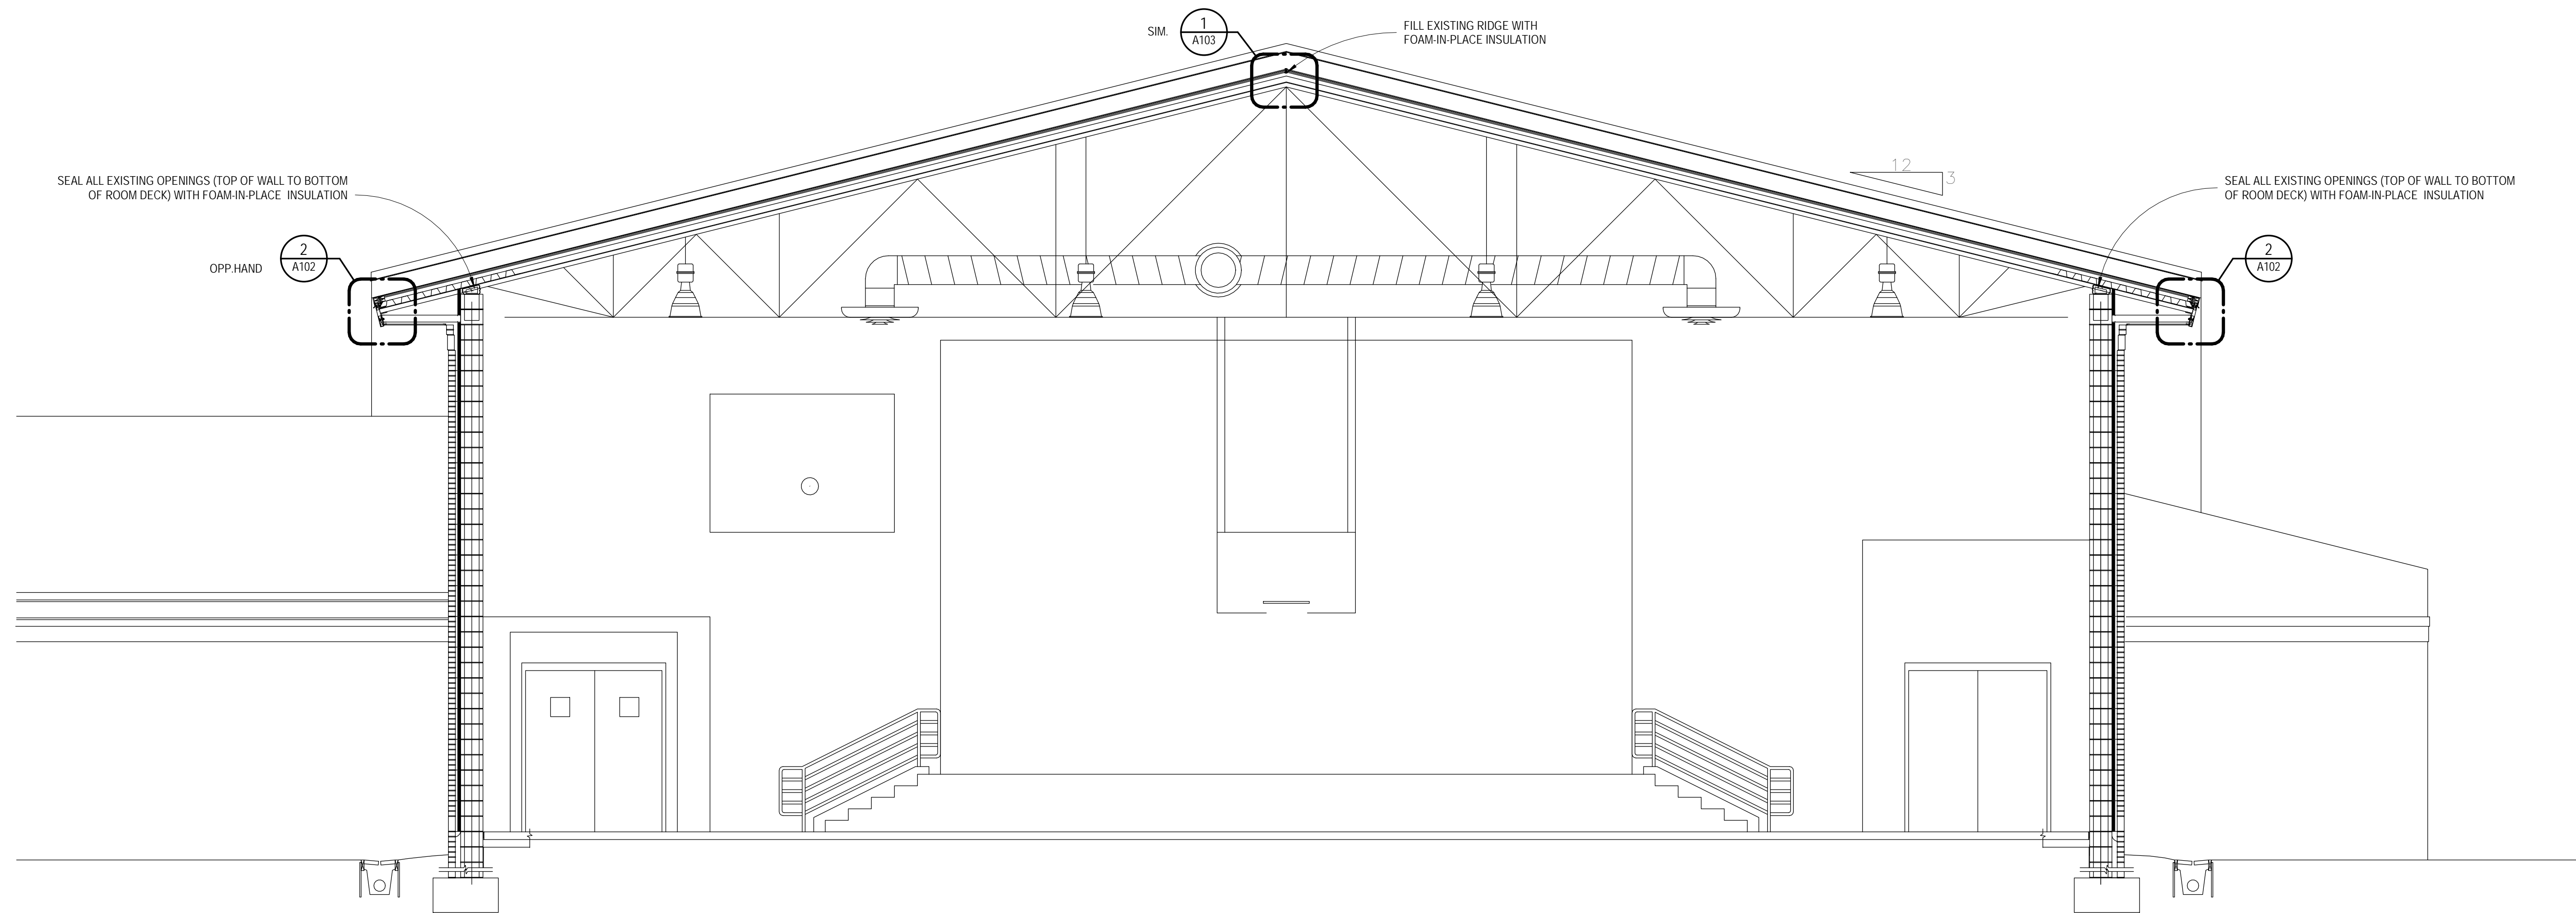 SIM.
1
A103
FILL EXISTING RIDGE WITH
FOAM-IN-PLACE INSULATION
12
3
SEAL ALL EXISTING OPENINGS (TOP OF WALL TO BOTTOM
OF ROOM DECK) WITH FOAM-IN-PLACE INSULATION
SEAL ALL EXISTING OPENINGS (TOP OF WALL TO BOTTOM
OF ROOM DECK) WITH FOAM-IN-PLACE INSULATION
OPP.HAND
2
A102
2
A102